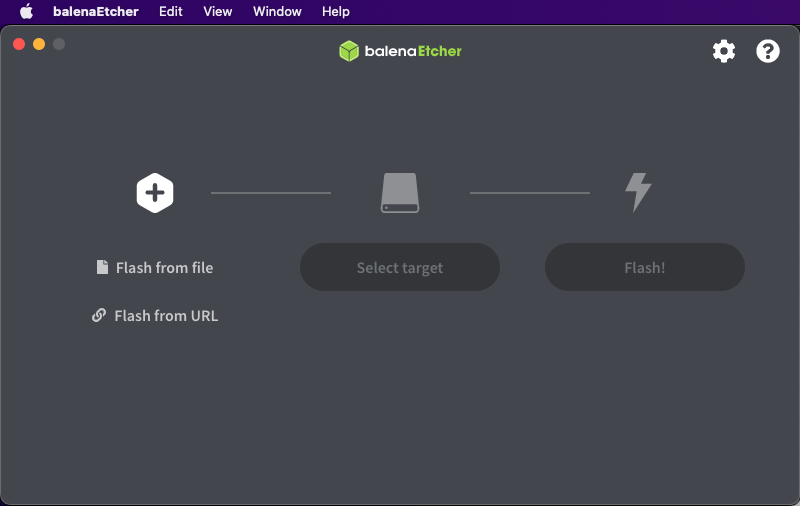 balenaEtcher Edit View Window Help
balenaEtcher
Flash from file
Select target
Flash!
Flash from URL